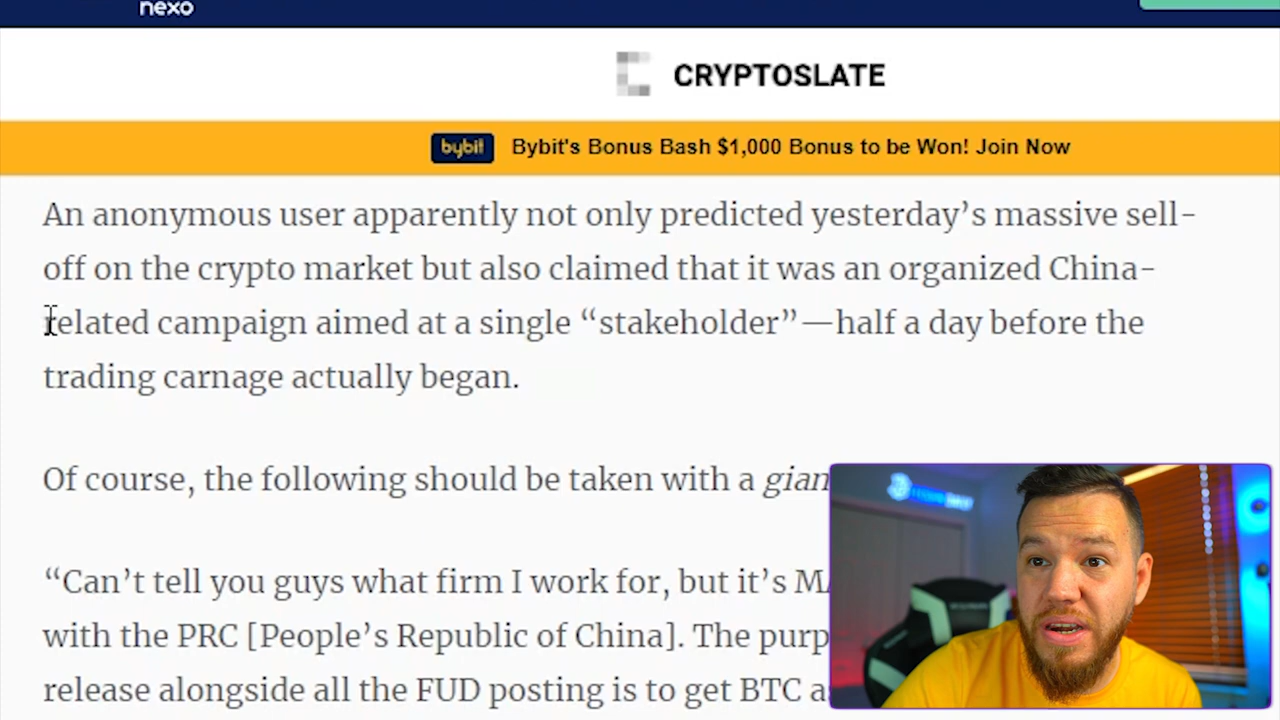 nexo
CRYPTOSLATE
bybit Bybit's Bonus Bash $1,000 Bonus to be Won! Join Now
An anonymous user apparently not only predicted yesterday’s massive sell-
off on the crypto market but also claimed that it was an organized China-
related campaign aimed at a single “stakeholder”—half a day before the
trading carnage actually began.
Of course, the following should be taken with a
“Can’t tell you guys what firm I work for, but it’s
with the PRC [People’s Republic of China]. The
release alongside all the FUD posting is to get BTC